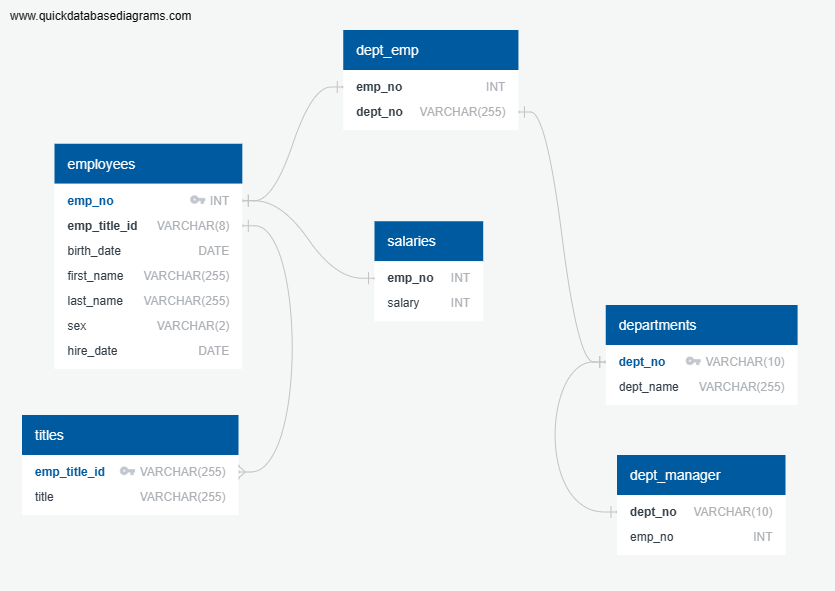 www.quickdatabasediagrams.com
dept_emp
emp_no INT
dept_no VARCHAR(255)
employees
emp_no INT
emp_title_id VARCHAR(8)
birth_date DATE
first_name VARCHAR(255)
last_name VARCHAR(255)
sex VARCHAR(2)
hire_date DATE
salaries
emp_no INT
salary INT
departments
dept_no VARCHAR(10)
dept_name VARCHAR(255)
titles
emp_title_id VARCHAR(255)
title VARCHAR(255)
dept_manager
dept_no VARCHAR(10)
emp_no INT